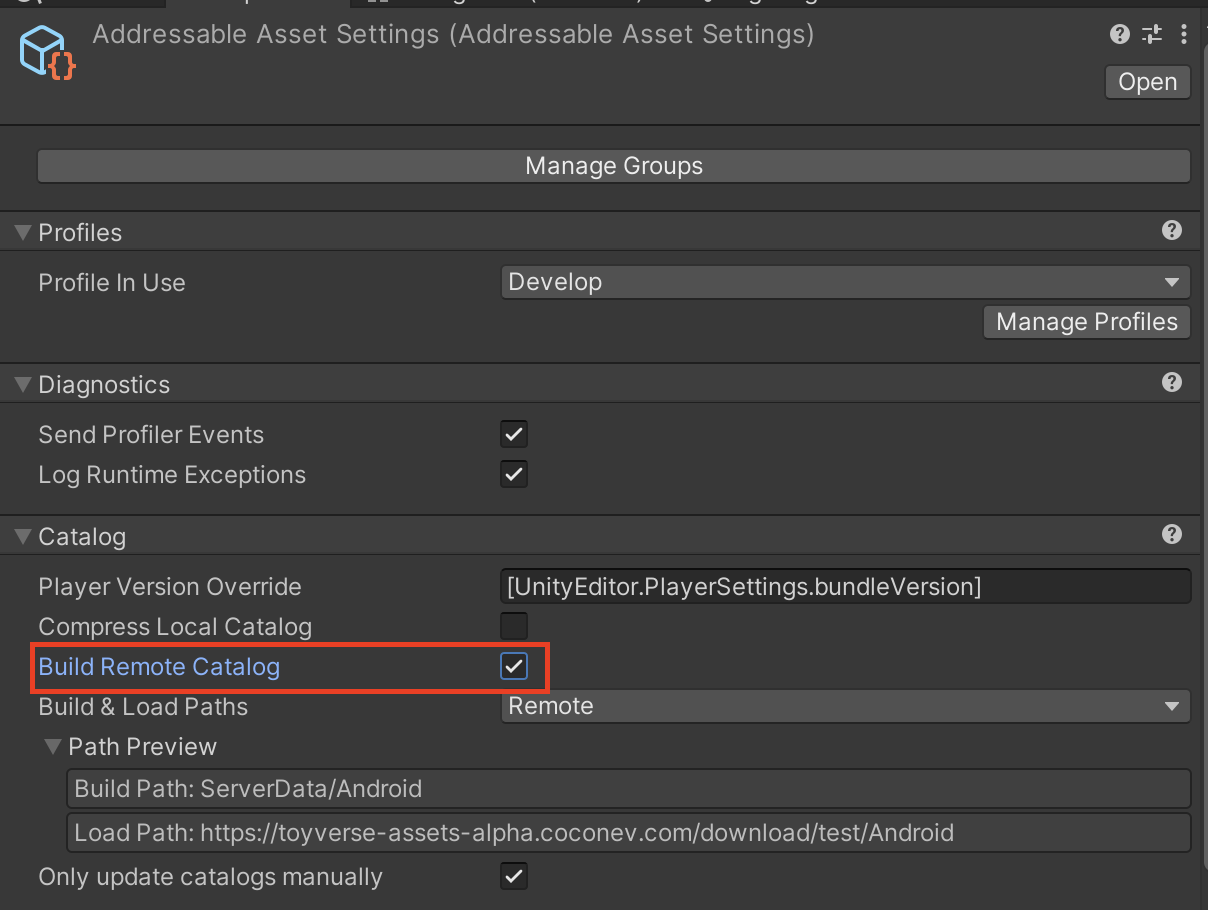 Addressable Asset Settings (Addressable Asset Settings)
Open
Manage Groups
Profiles
Profile In Use
Develop
Manage Profiles
Diagnostics
Send Profiler Events
Log Runtime Exceptions
Catalog
Player Version Override
[UnityEditor.PlayerSettings.bundleVersion]
Compress Local Catalog
Build Remote Catalog
Build & Load Paths
Remote
Path Preview
Build Path: ServerData/Android
Load Path: https://toyverse-assets-alpha.coconev.com/download/test/Android
Only update catalogs manually